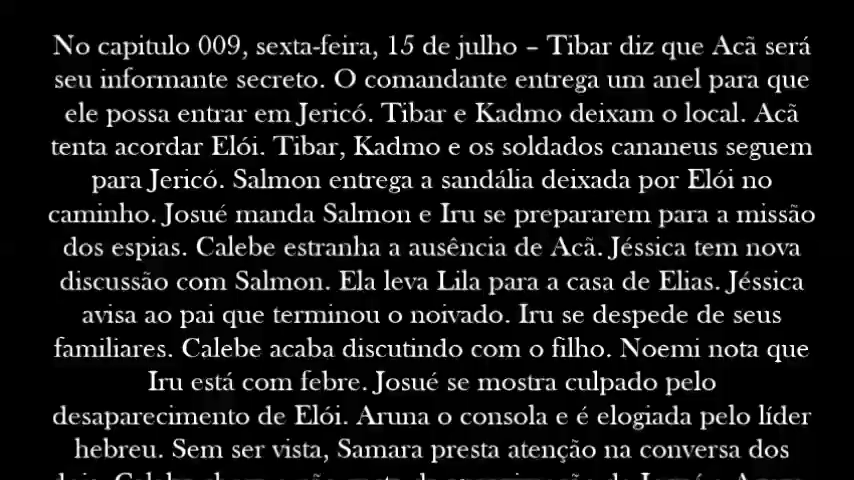 No capitulo 009, sexta-feira, 15 de julho – Tibar diz que Acã será
seu informante secreto. O comandante entrega um anel para que
ele possa entrar em Jericó. Tibar e Kadmo deixam o local. Acã
tenta acordar Elói. Tibar, Kadmo e os soldados cananeus seguem
para Jericó. Salmon entrega a sandália deixada por Elói no
caminho. Josué manda Salmon e Iru se prepararem para a missão
dos espias. Calebe estranha a ausência de Acã. Jéssica tem nova
discussão com Salmon. Ela leva Lila para a casa de Elias. Jéssica
avisa ao pai que terminou o noivado. Iru se despede de seus
familiares. Calebe acaba discutindo com o filho. Noemi nota que
Iru está com febre. Josué se mostra culpado pelo
desaparecimento de Elói. Aruna o consola e é elogiada pelo líder
hebreu. Sem ser vista, Samara presta atenção na conversa dos